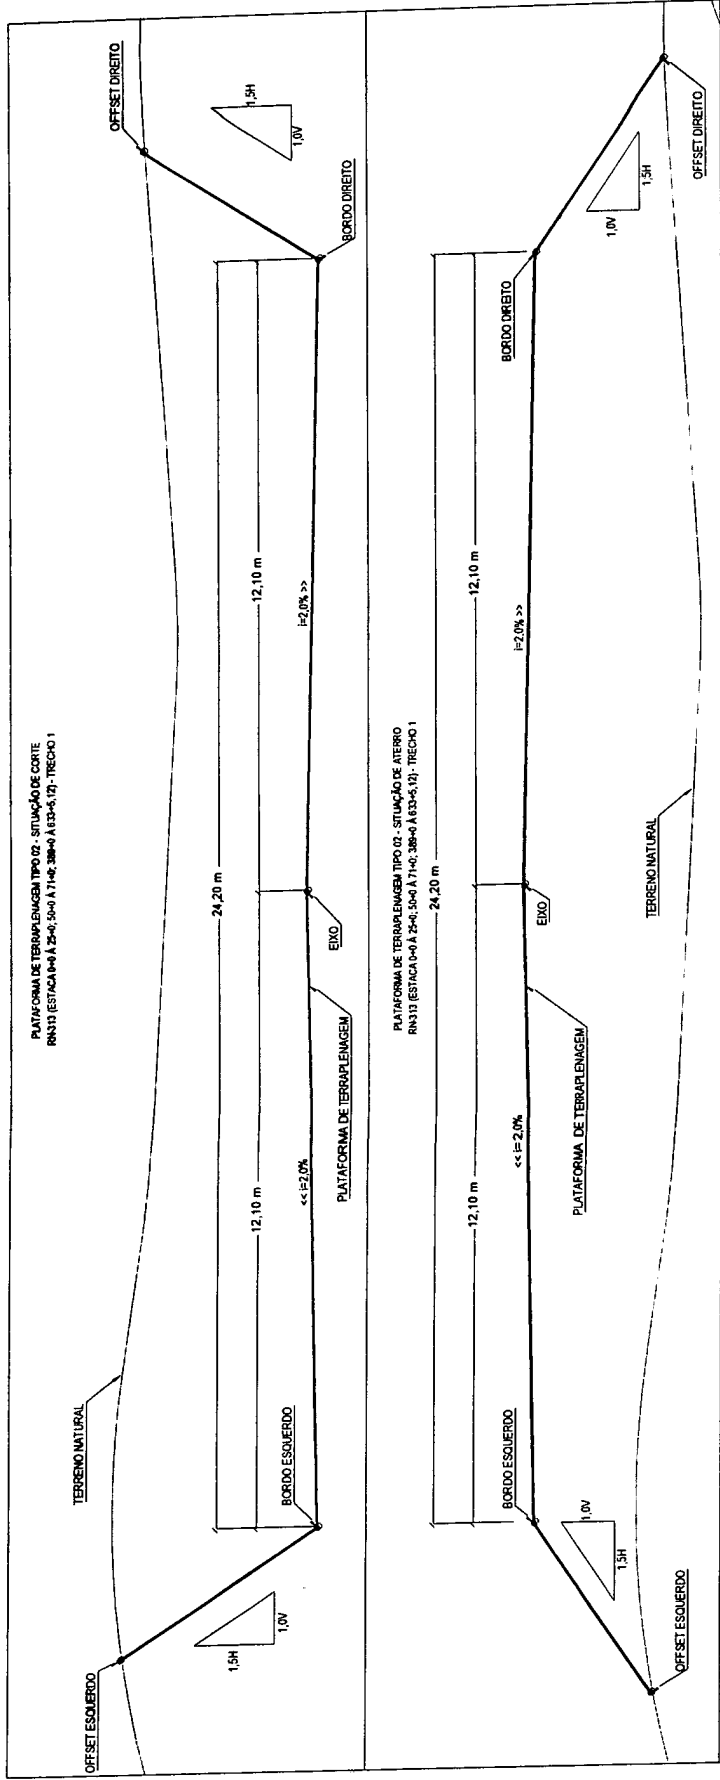 PLATAFORMA DE TERRAPLENAGEM TIPO 02 - SITUAÇÃO DE CORTE
RN-313 (ESTACA 0+0 À 25+0; 50+0 À 71+0; 389+0 À 633+5,12) - TRECHO 1
OFFSET ESQUERDO
TERRENO NATURAL
OFFSET DIREITO
1,5H
1,0V
1,5H
1,0V
24,20 m
12,10 m
12,10 m
<< i=2,0%
i=2,0% >>
BORDO ESQUERDO
PLATAFORMA DE TERRAPLENAGEM
EIXO
BORDO DIREITO
PLATAFORMA DE TERRAPLENAGEM TIPO 02 - SITUAÇÃO DE ATERRO
RN-313 (ESTACA 0+0 À 25+0; 50+0 À 71+0; 389+0 À 633+5,12) - TRECHO 1
24,20 m
12,10 m
12,10 m
BORDO ESQUERDO
BORDO DIREITO
<< i=2,0%
i=2,0% >>
EIXO
PLATAFORMA DE TERRAPLENAGEM
1,0V
1,5H
1,0V
1,5H
OFFSET ESQUERDO
TERRENO NATURAL
OFFSET DIREITO